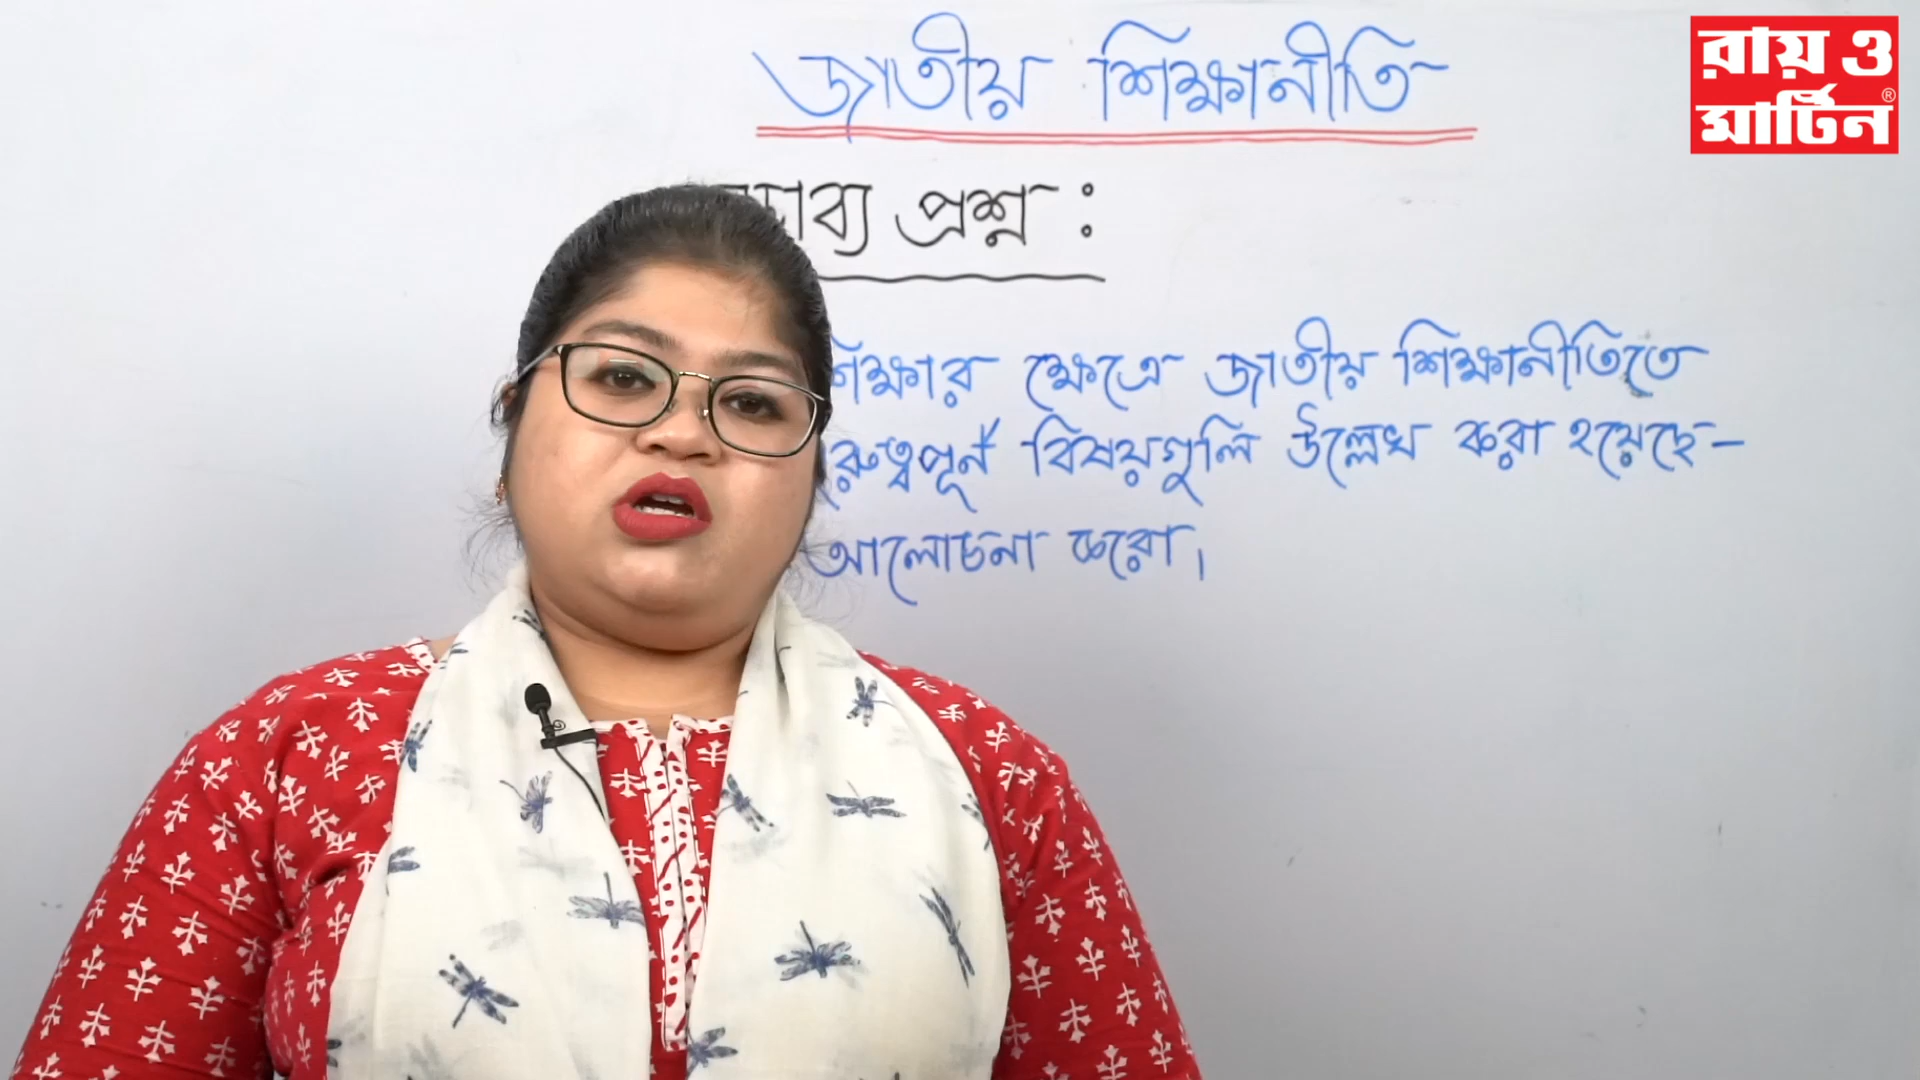 জাতীয় শিক্ষানীতি
রায় ও
মার্টিন®
প্রশ্ন :
ক্ষেত্রে জাতীয় শিক্ষানীতিতে
বিষয়গুলি উল্লেখ করা হয়েছে–
আলোচনা করো।